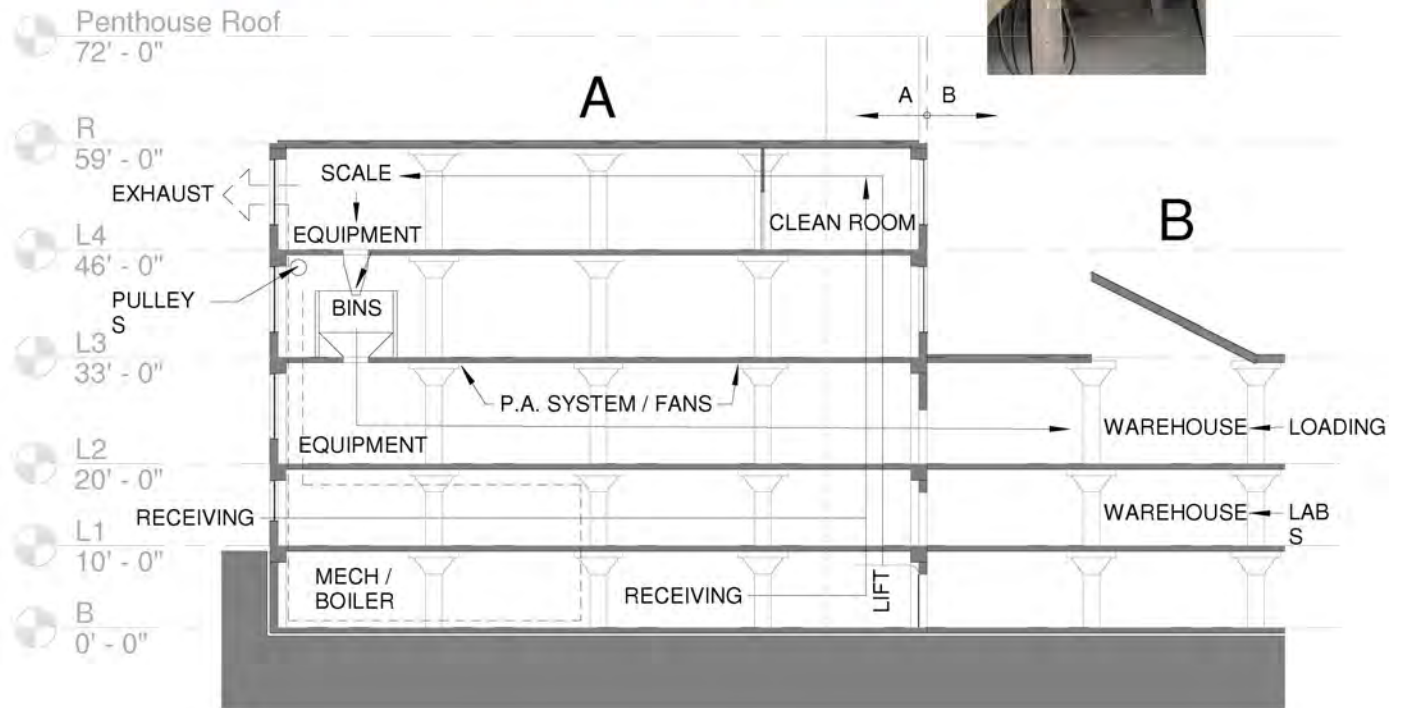 Penthouse Roof
72' - 0"
A
A B
R
59' - 0"
SCALE
EXHAUST
B
CLEAN ROOM
EQUIPMENT
L4
46' - 0"
PULLEY
S
BINS
L3
33' - 0"
P.A. SYSTEM / FANS
EQUIPMENT
WAREHOUSE
LOADING
L2
20' - 0"
RECEIVING
WAREHOUSE
LAB
S
L1
10' - 0"
MECH /
BOILER
RECEIVING
LIFT
B
0' - 0"